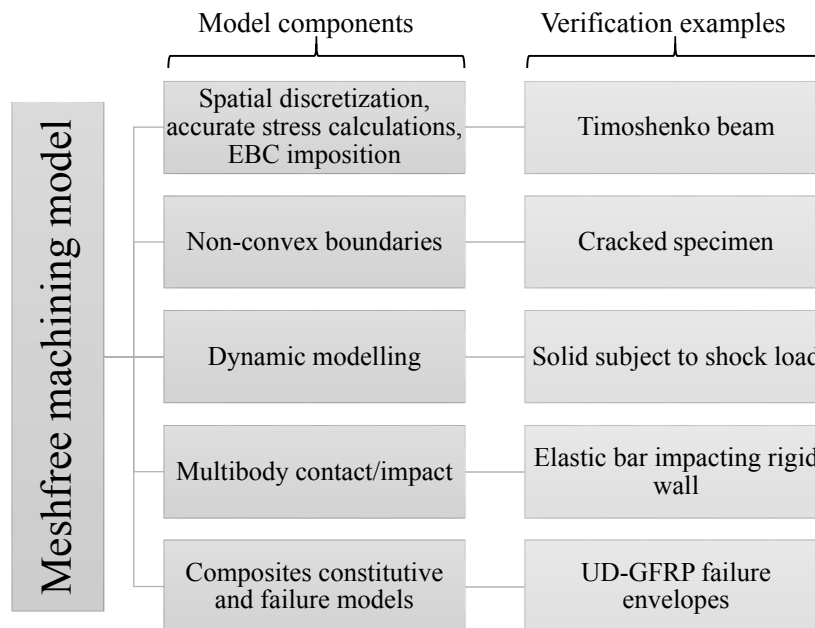 Model components
Verification examples
Meshfree machining model
Spatial discretization,
accurate stress calculations,
EBC imposition
Timoshenko beam
Non-convex boundaries
Cracked specimen
Dynamic modelling
Solid subject to shock load
Multibody contact/impact
Elastic bar impacting rigid
wall
Composites constitutive
and failure models
UD-GFRP failure
envelopes